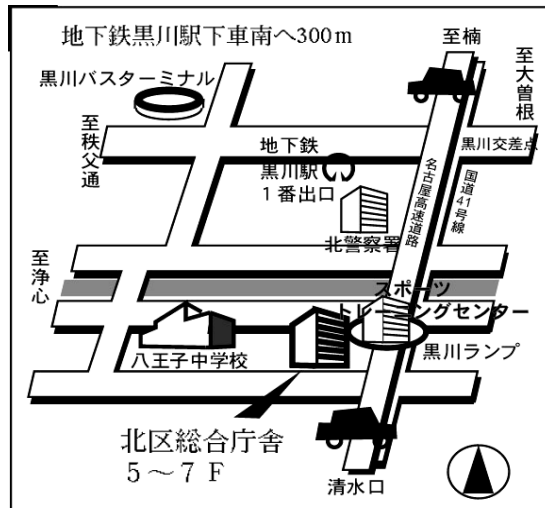 地下鉄黒川駅下車南へ300m
至楠
至大曽根
黒川バスターミナル
至秩父通
地下鉄
黒川駅
1番出口
黒川交差点
名古屋高速道路
国道41号線
北警察署
至浄心
スポーツ
トレーニングセンター
八王子中学校
黒川ランプ
北区総合庁舎
5〜7 F
清水口